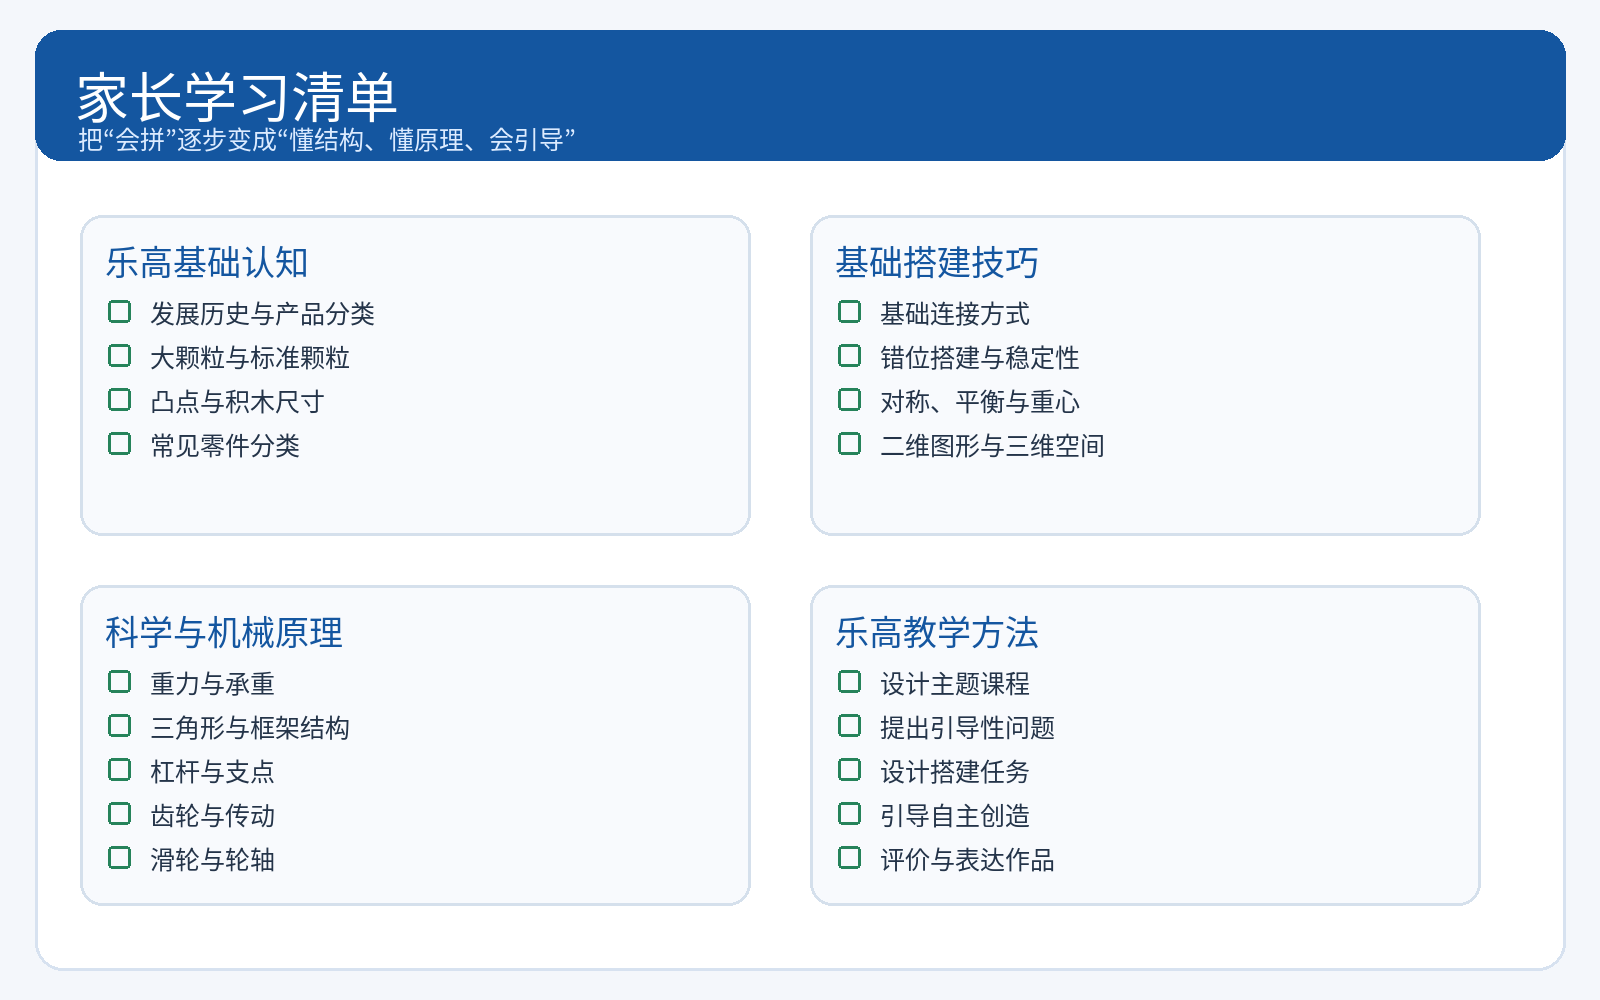 家长学习清单
把“会拼”逐步变成“懂结构、懂原理、会引导”
乐高基础认知
发展历史与产品分类
大颗粒与标准颗粒
凸点与积木尺寸
常见零件分类
基础搭建技巧
基础连接方式
错位搭建与稳定性
对称、平衡与重心
二维图形与三维空间
科学与机械原理
重力与承重
三角形与框架结构
杠杆与支点
齿轮与传动
滑轮与轮轴
乐高教学方法
设计主题课程
提出引导性问题
设计搭建任务
引导自主创造
评价与表达作品